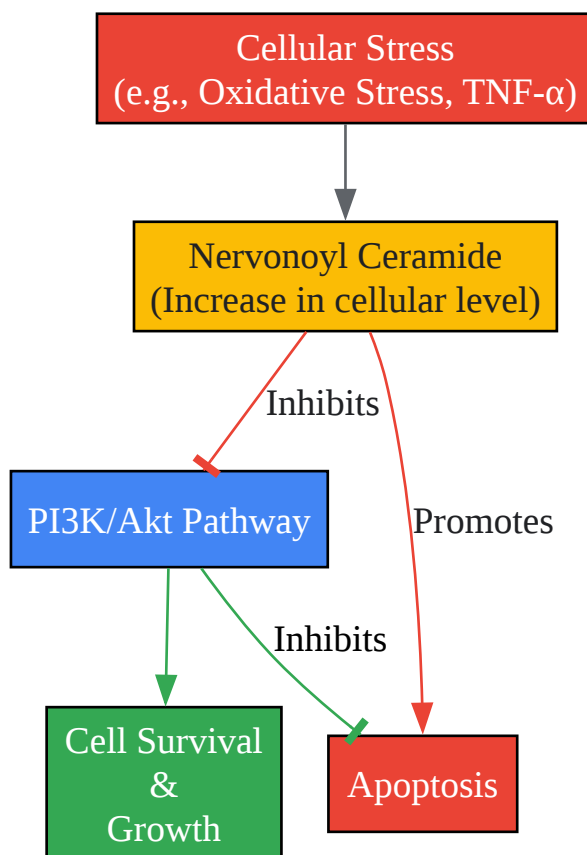 Cellular Stress
(e.g., Oxidative Stress, TNF-α)
Nervonoyl Ceramide
(Increase in cellular level)
Inhibits
PI3K/Akt Pathway
Promotes
Inhibits
Cell Survival
&
Growth
Apoptosis